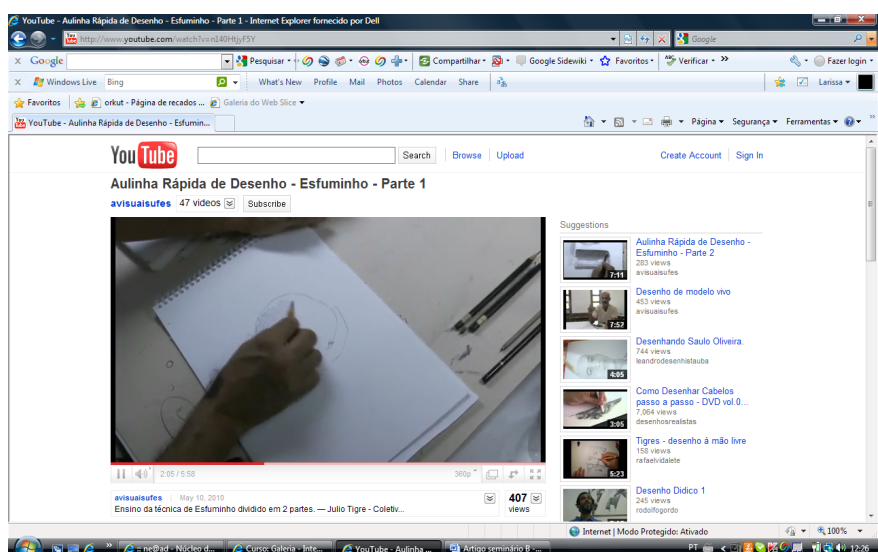 YouTube - Aulinha Rápida de Desenho - Esfuminho - Parte 1 - Internet Explorer fornecido por Dell
http://www.youtube.com/watch?v=n140HtjyF5Y
Google
x Google Pesquisar Compartilhar Google Sidewiki Favoritos Verificar Fazer login
x Windows Live Bing What's New Profile Mail Photos Calendar Share Larissa
Favoritos orkut - Página de recados ... Galeria do Web Slice
YouTube - Aulinha Rápida de Desenho - Esfumin... Página Segurança Ferramentas
YouTube Search Browse Upload Create Account Sign In
Aulinha Rápida de Desenho - Esfuminho - Parte 1
avisuaisufes 47 videos Subscribe
2:05 / 5:58 360p
avisuaisufes May 10, 2010
Ensino da técnica de Esfuminho dividido em 2 partes. — Julio Tigre - Coletiv...
407
views
Suggestions
7:11
Aulinha Rápida de Desenho -
Esfuminho - Parte 2
283 views
avisuaisufes
7:57
Desenho de modelo vivo
453 views
avisuaisufes
4:05
Desenhando Saulo Oliveira.
744 views
leandrodesenhistauba
3:05
Como Desenhar Cabelos
passo a passo - DVD vol.0...
7,064 views
desenhosrealistas
5:23
Tigres - desenho à mão livre
158 views
rafaelvidalete
Desenho Didico 1
245 views
rodolfogordo
Internet | Modo Protegido: Ativado 100%
ne@ad - Núcleo d... Curso: Galeria - Inte... YouTube - Aulinha ... Artigo seminário B -... PT 12:26